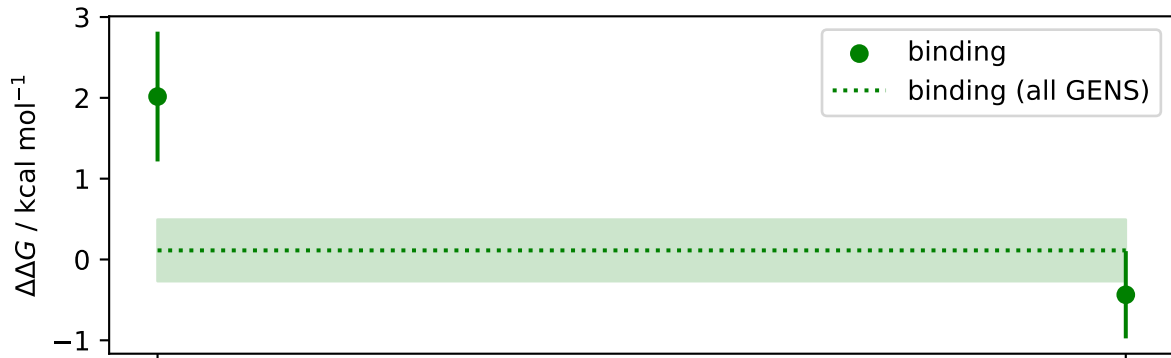 3
2
1
0
−1
ΔΔG / kcal mol⁻¹
binding
binding (all GENS)